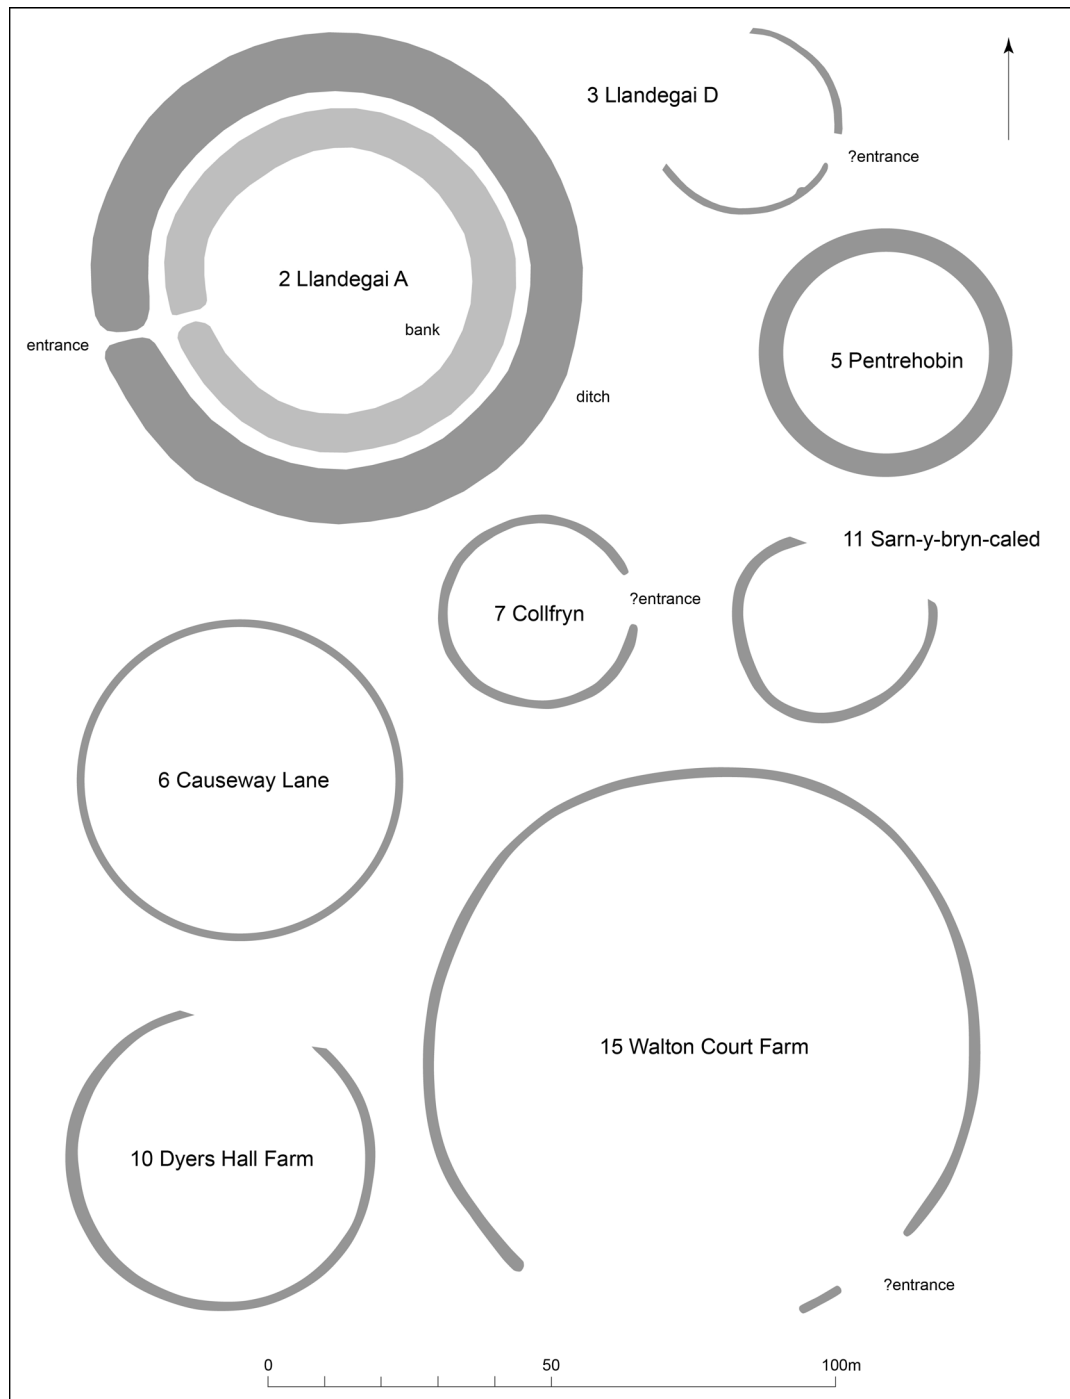 3 Llandegai D
?entrance
2 Llandegai A
bank
entrance
ditch
5 Pentrehobin
11 Sarn-y-bryn-caled
7 Collfryn
?entrance
6 Causeway Lane
15 Walton Court Farm
10 Dyers Hall Farm
?entrance
0 50 100m